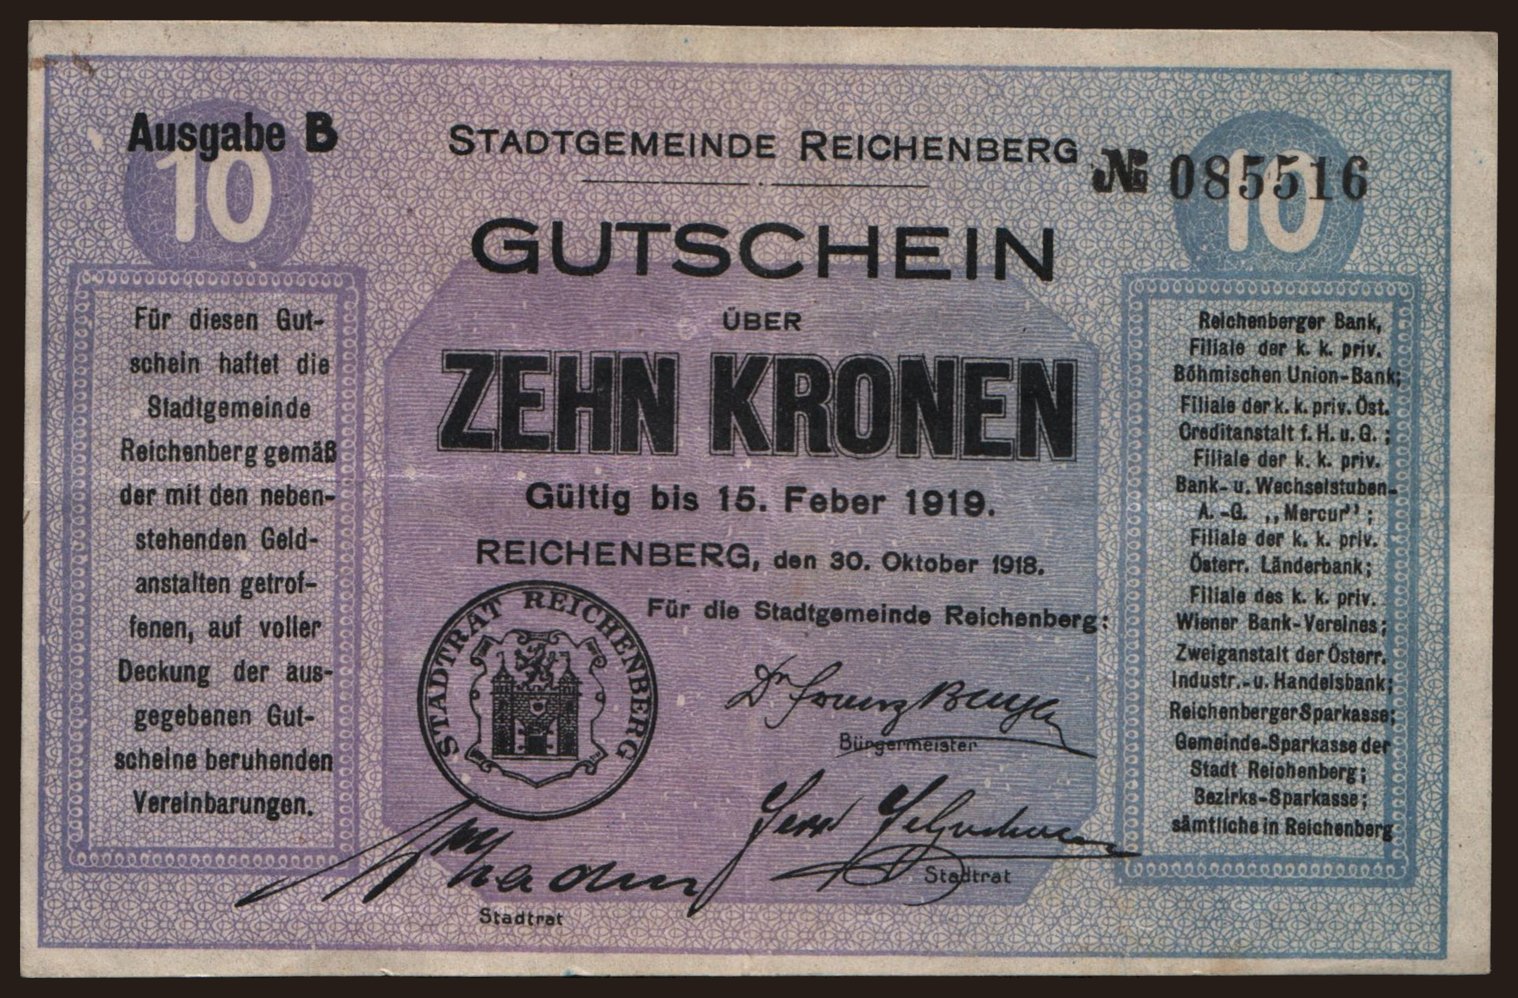 Ausgabe B
10
STADTGEMEINDE REICHENBERG
№ 085516
10
GUTSCHEIN
ÜBER
ZEHN KRONEN
Gültig bis 15. Feber 1919.
REICHENBERG, den 30. Oktober 1918.
Für die Stadtgemeinde Reichenberg:
Für diesen Gut-
schein haftet die
Stadtgemeinde
Reichenberg gemäß
der mit den neben-
stehenden Geld-
anstalten getrof-
fenen, auf voller
Deckung der aus-
gegebenen Gut-
scheine beruhenden
Vereinbarungen.
STADTRAT REICHENBERG
Dr Franz Bayer
Bürgermeister
Stadtrat
Stadtrat
Reichenberger Bank,
Filiale der k. k. priv.
Böhmischen Union-Bank;
Filiale der k. k. priv. Öst.
Creditanstalt f. H. u. G.;
Filiale der k. k. priv.
Bank- u. Wechselstuben-
A.-G. ,,Mercur'';
Filiale der k. k. priv.
Österr. Länderbank;
Filiale des k. k. priv.
Wiener Bank-Vereines;
Zweiganstalt der Österr.
Industr.- u. Handelsbank;
Reichenberger Sparkasse;
Gemeinde-Sparkasse der
Stadt Reichenberg;
Bezirks-Sparkasse;
sämtliche in Reichenberg